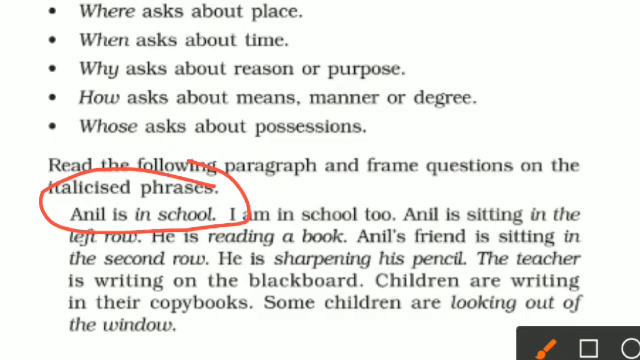 • Where asks about place.
• When asks about time.
• Why asks about reason or purpose.
• How asks about means, manner or degree.
• Whose asks about possessions.
Read the following paragraph and frame questions on the
italicised phrases.
Anil is in school. I am in school too. Anil is sitting in the
left row. He is reading a book. Anil's friend is sitting in
the second row. He is sharpening his pencil. The teacher
is writing on the blackboard. Children are writing
in their copybooks. Some children are looking out of
the window.